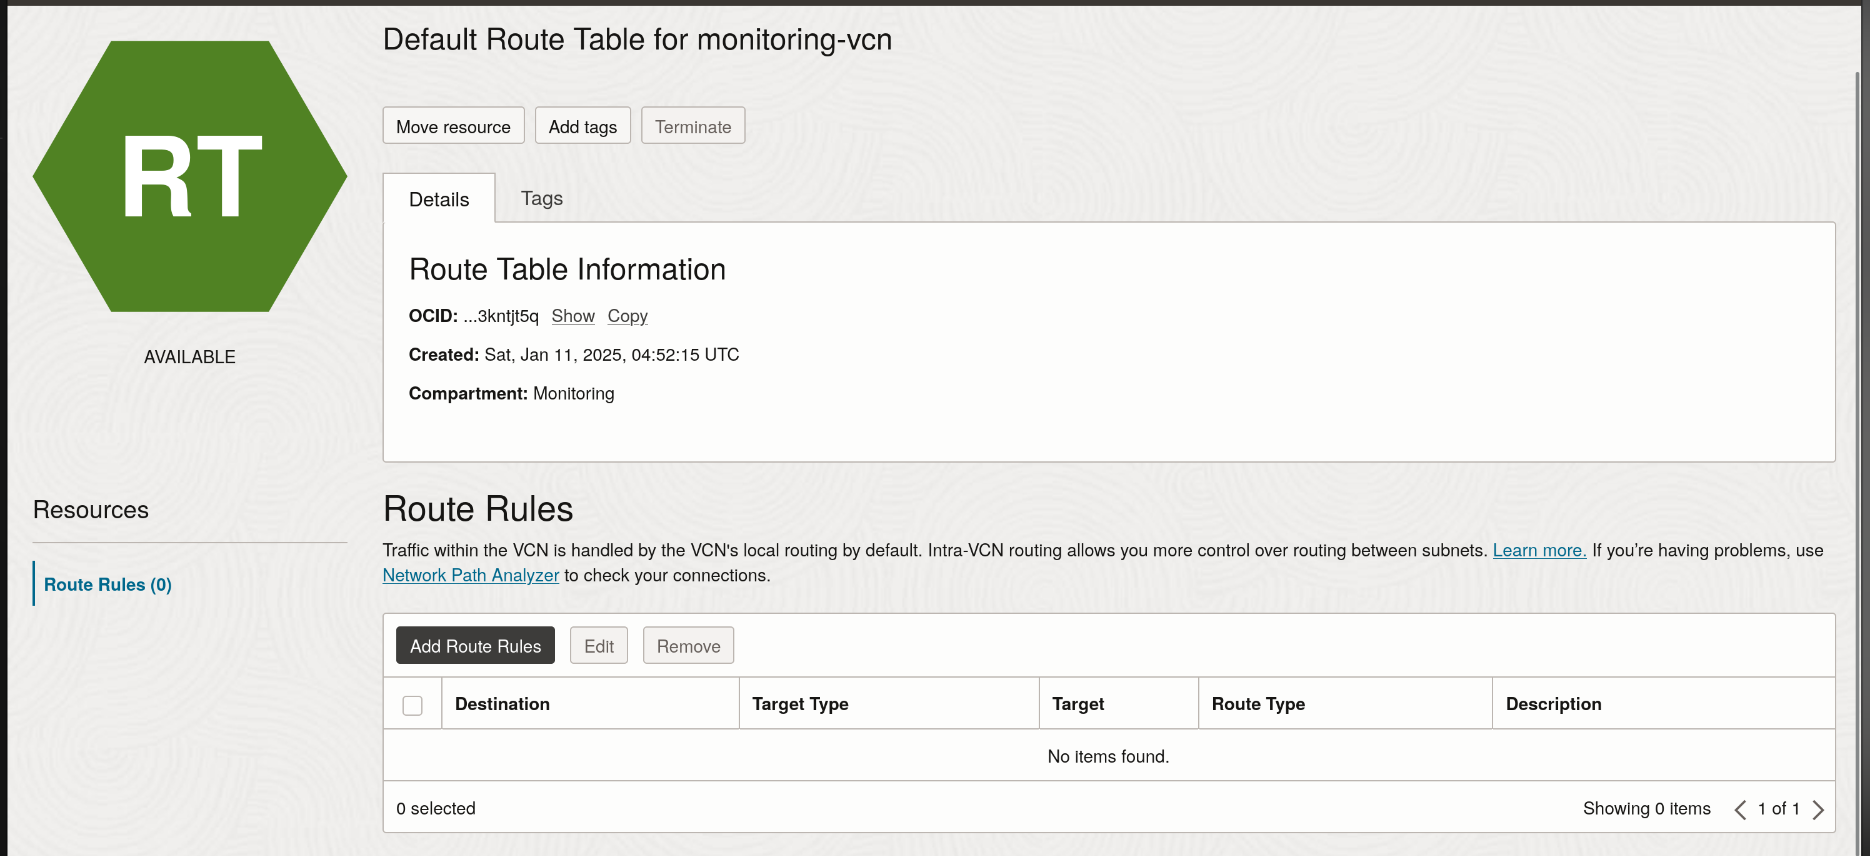 Default Route Table for monitoring-vcn
RT
AVAILABLE
Move resource
Add tags
Terminate
Details
Tags
Route Table Information
OCID: ...3kntjt5q Show Copy
Created: Sat, Jan 11, 2025, 04:52:15 UTC
Compartment: Monitoring
Resources
Route Rules (0)
Route Rules
Traffic within the VCN is handled by the VCN's local routing by default. Intra-VCN routing allows you more control over routing between subnets. Learn more. If you're having problems, use
Network Path Analyzer to check your connections.
Add Route Rules
Edit
Remove
Destination
Target Type
Target
Route Type
Description
No items found.
0 selected
Showing 0 items
1 of 1